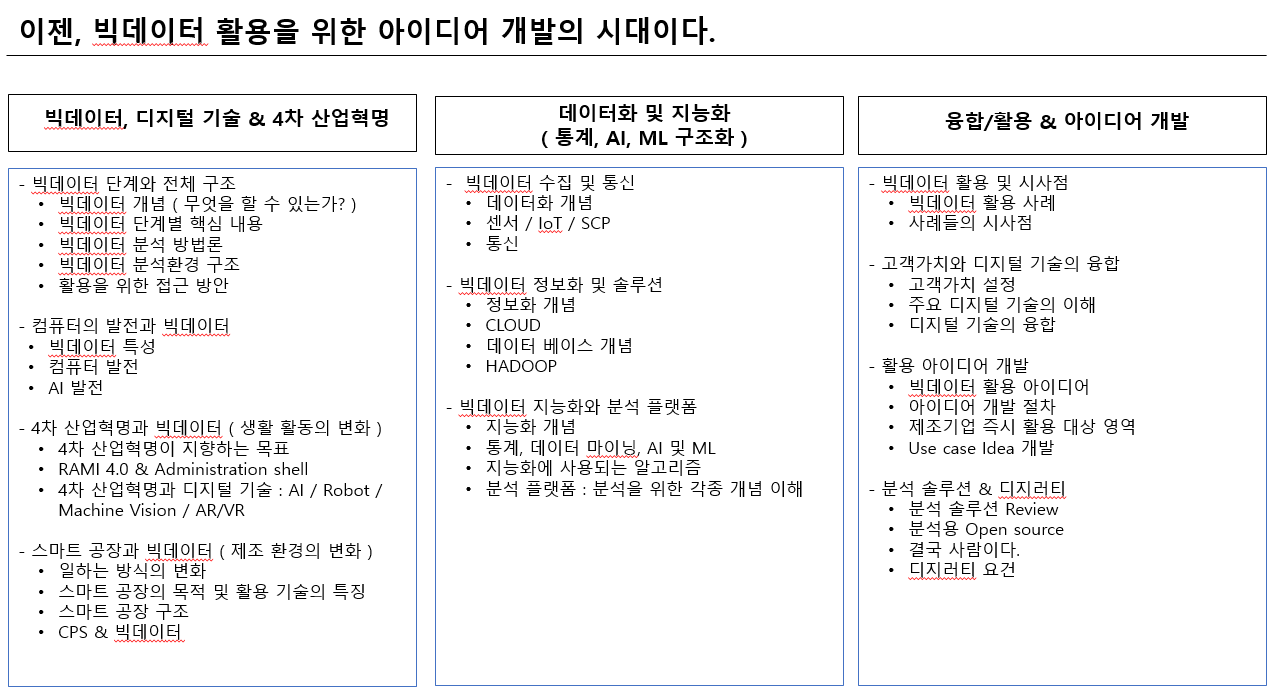 이젠, 빅데이터 활용을 위한 아이디어 개발의 시대이다.
빅데이터, 디지털 기술 & 4차 산업혁명
- 빅데이터 단계와 전체 구조
• 빅데이터 개념 ( 무엇을 할 수 있는가? )
• 빅데이터 단계별 핵심 내용
• 빅데이터 분석 방법론
• 빅데이터 분석환경 구조
• 활용을 위한 접근 방안
- 컴퓨터의 발전과 빅데이터
• 빅데이터 특성
• 컴퓨터 발전
• AI 발전
- 4차 산업혁명과 빅데이터 ( 생활 활동의 변화 )
• 4차 산업혁명이 지향하는 목표
• RAMI 4.0 & Administration shell
• 4차 산업혁명과 디지털 기술 : AI / Robot /
Machine Vision / AR/VR
- 스마트 공장과 빅데이터 ( 제조 환경의 변화 )
• 일하는 방식의 변화
• 스마트 공장의 목적 및 활용 기술의 특징
• 스마트 공장 구조
• CPS & 빅데이터
데이터화 및 지능화
( 통계, AI, ML 구조화 )
- 빅데이터 수집 및 통신
• 데이터화 개념
• 센서 / IoT / SCP
• 통신
- 빅데이터 정보화 및 솔루션
• 정보화 개념
• CLOUD
• 데이터 베이스 개념
• HADOOP
- 빅데이터 지능화와 분석 플랫폼
• 지능화 개념
• 통계, 데이터 마이닝, AI 및 ML
• 지능화에 사용되는 알고리즘
• 분석 플랫폼 : 분석을 위한 각종 개념 이해
융합/활용 & 아이디어 개발
- 빅데이터 활용 및 시사점
• 빅데이터 활용 사례
• 사례들의 시사점
- 고객가치와 디지털 기술의 융합
• 고객가치 설정
• 주요 디지털 기술의 이해
• 디지털 기술의 융합
- 활용 아이디어 개발
• 빅데이터 활용 아이디어
• 아이디어 개발 절차
• 제조기업 즉시 활용 대상 영역
• Use case Idea 개발
- 분석 솔루션 & 디지러티
• 분석 솔루션 Review
• 분석용 Open source
• 결국 사람이다.
• 디지러티 요건